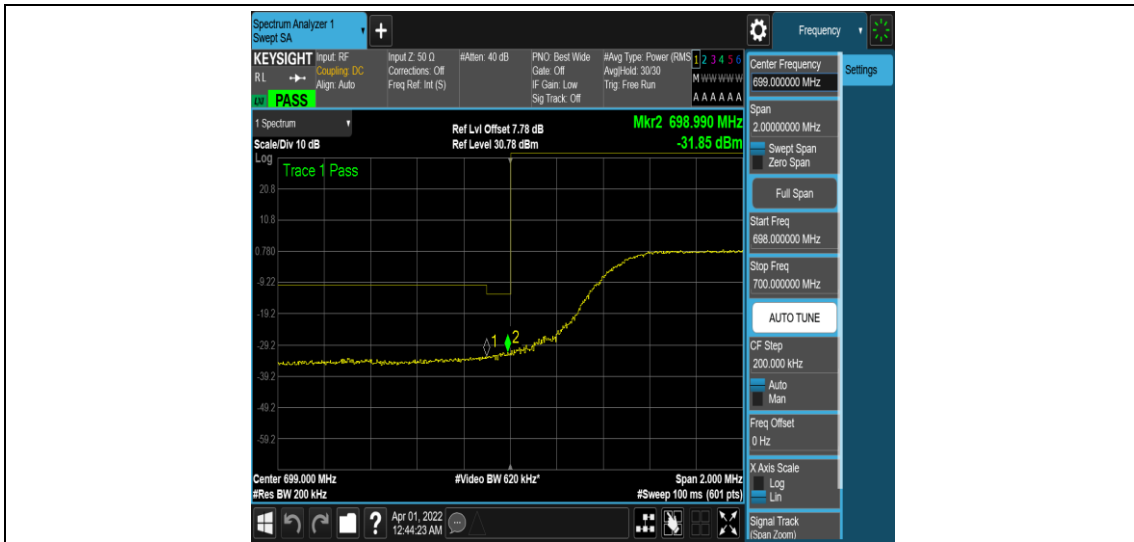 Spectrum Analyzer 1
Swept SA
Frequency
KEYSIGHT
RL
LXI
PASS
Input: RF
Coupling: DC
Align: Auto
Input Z: 50 Ω
Corrections: Off
Freq Ref: Int (S)
#Atten: 40 dB
PNO: Best Wide
Gate: Off
IF Gain: Low
Sig Track: Off
#Avg Type: Power (RMS
Avg|Hold: 30/30
Trig: Free Run
1 2 3 4 5 6
M W W W W W
A A A A A A
1 Spectrum
Scale/Div 10 dB
Ref Lvl Offset 7.78 dB
Ref Level 30.78 dBm
Mkr2 698.990 MHz
-31.85 dBm
Log
Trace 1 Pass
20.8
10.8
0.780
-9.22
-19.2
-29.2
-39.2
-49.2
-59.2
1
2
Center 699.000 MHz
#Res BW 200 kHz
#Video BW 620 kHz*
Span 2.000 MHz
#Sweep 100 ms (601 pts)
Apr 01, 2022
12:44:23 AM
Center Frequency
699.000000 MHz
Settings
Span
2.00000000 MHz
Swept Span
Zero Span
Full Span
Start Freq
698.000000 MHz
Stop Freq
700.000000 MHz
AUTO TUNE
CF Step
200.000 kHz
Auto
Man
Freq Offset
0 Hz
X Axis Scale
Log
Lin
Signal Track
(Span Zoom)